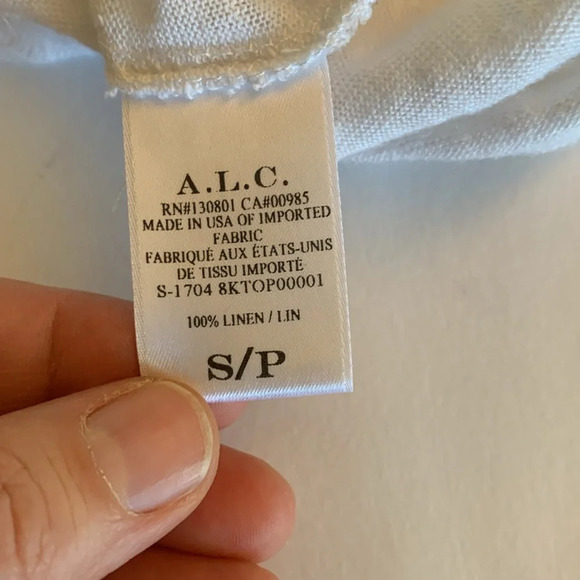 A.L.C.
RN#130801 CA#00985
MADE IN USA OF IMPORTED
FABRIC
FABRIQUÉ AUX ÉTATS-UNIS
DE TISSU IMPORTÉ
S-1704 8KTOP00001
100% LINEN / LIN
S/P